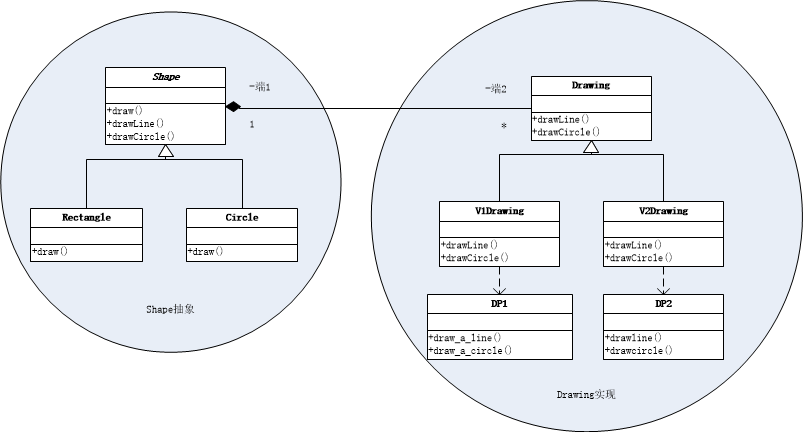 Shape
+draw()
+drawLine()
+drawCircle()
-端1
1
-端2
*
Drawing
+drawLine()
+drawCircle()
Rectangle
+draw()
Circle
+draw()
Shape抽象
V1Drawing
+drawLine()
+drawCircle()
V2Drawing
+drawLine()
+drawCircle()
DP1
+draw_a_line()
+draw_a_circle()
DP2
+drawline()
+drawcircle()
Drawing实现